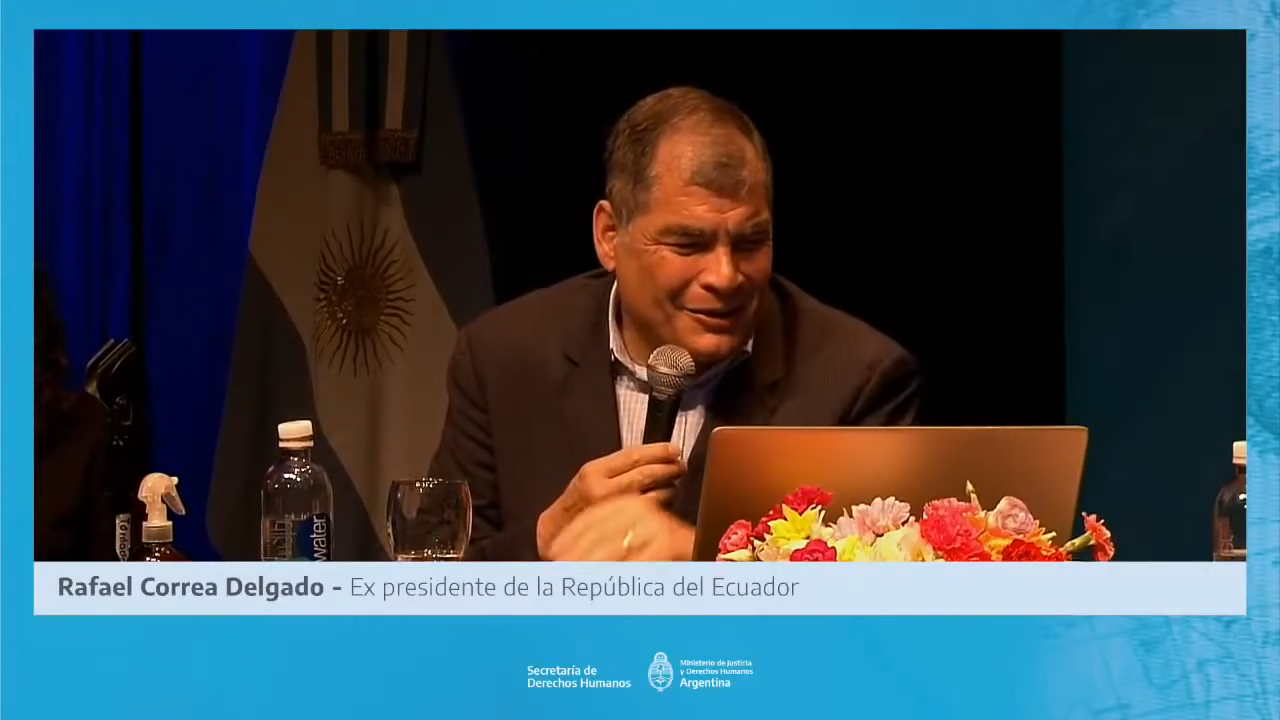 water
Rafael Correa Delgado - Ex presidente de la República del Ecuador
Secretaría de
Derechos Humanos
Ministerio de Justicia
y Derechos Humanos
Argentina